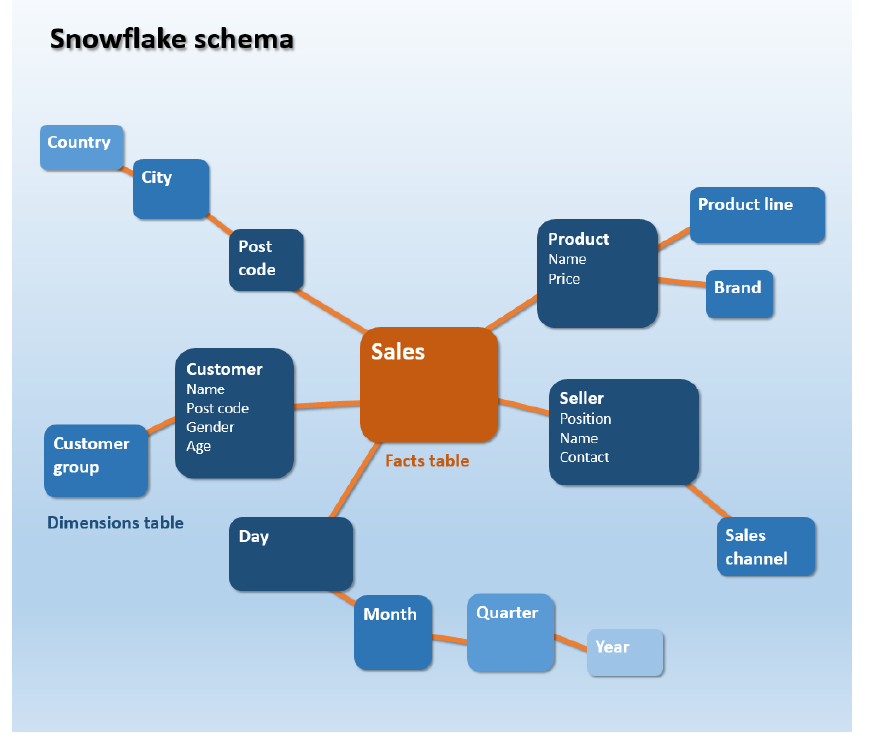 Snowflake schema
Country
City
Post
code
Product
Name
Price
Product line
Brand
Sales
Facts table
Customer
Name
Post code
Gender
Age
Customer
group
Dimensions table
Seller
Position
Name
Contact
Sales
channel
Day
Month
Quarter
Year